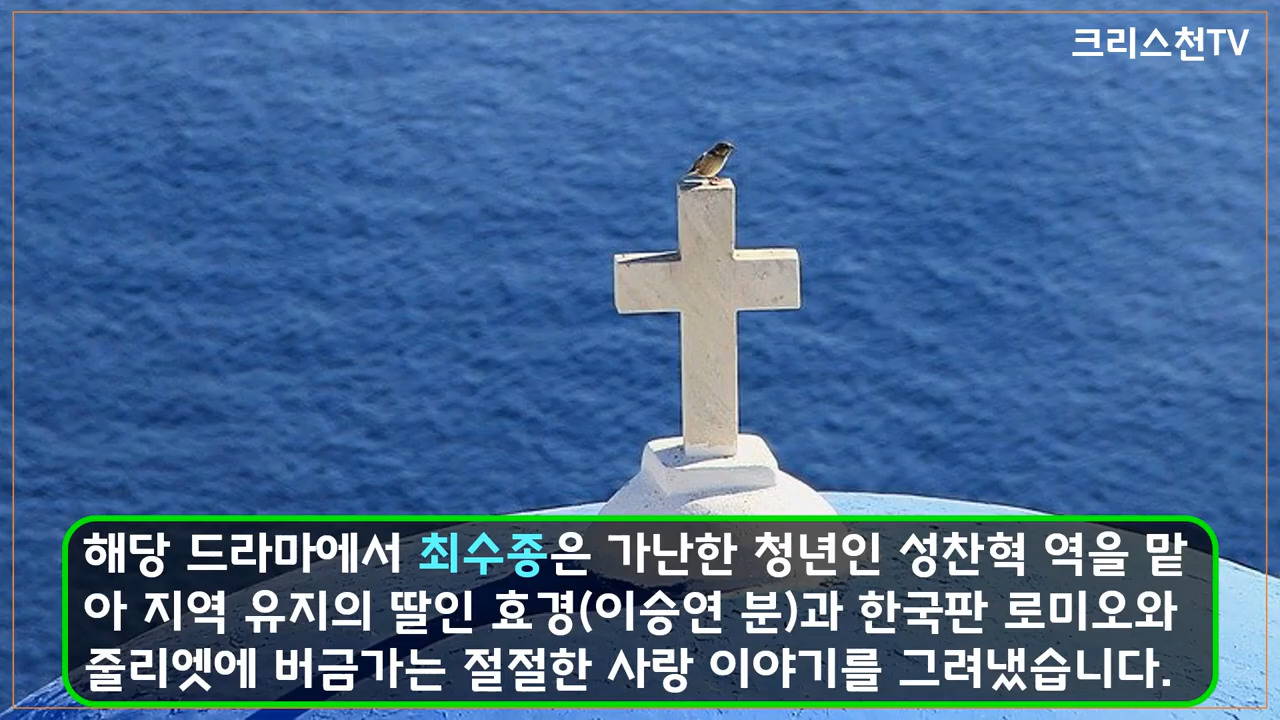 크리스천TV
해당 드라마에서 최수종은 가난한 청년인 성찬혁 역을 맡
아 지역 유지의 딸인 효경(이승연 분)과 한국판 로미오와
줄리엣에 버금가는 절절한 사랑 이야기를 그려냈습니다.